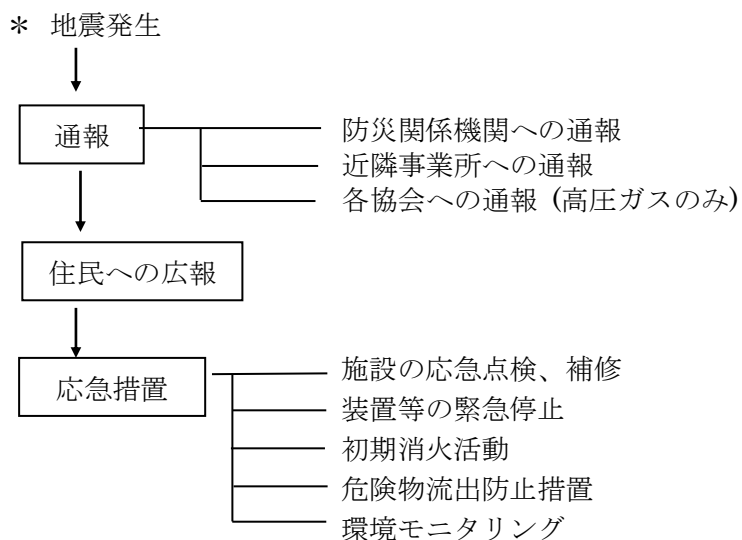 ＊ 地震発生
通報
防災関係機関への通報
近隣事業所への通報
各協会への通報 (高圧ガスのみ)
住民への広報
応急措置
施設の応急点検、補修
装置等の緊急停止
初期消火活動
危険物流出防止措置
環境モニタリング